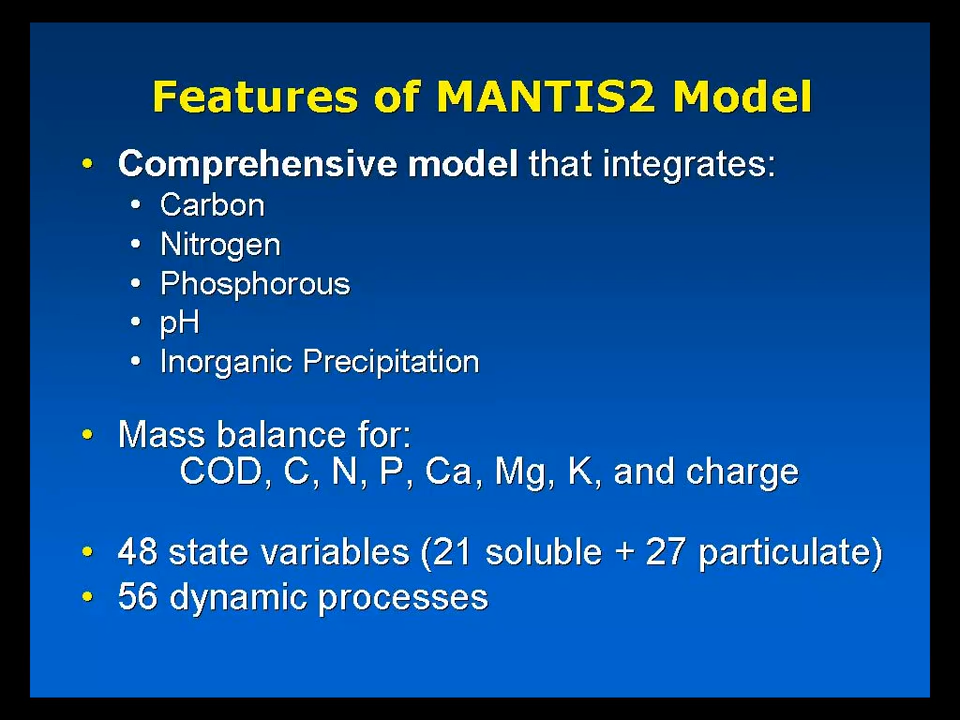 Features of MANTIS2 Model
• Comprehensive model that integrates:
• Carbon
• Nitrogen
• Phosphorous
• pH
• Inorganic Precipitation
• Mass balance for:
COD, C, N, P, Ca, Mg, K, and charge
• 48 state variables (21 soluble + 27 particulate)
• 56 dynamic processes